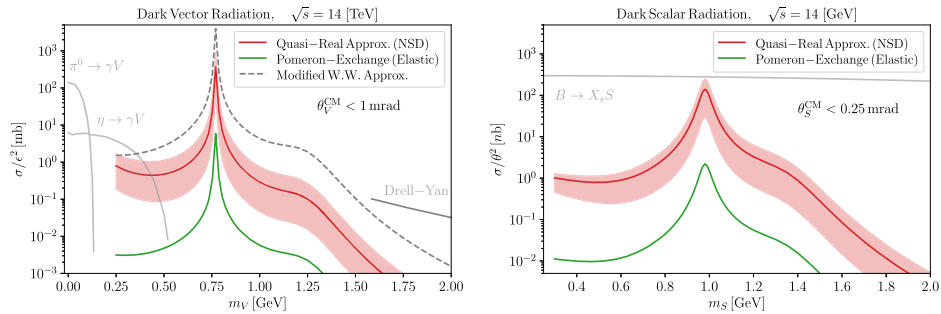 Dark Vector Radiation, √s = 14 [TeV]
Quasi−Real Approx. (NSD)
Pomeron−Exchange (Elastic)
Modified W.W. Approx.
π⁰ → γV
η → γV
θ_V^CM < 1 mrad
Drell−Yan
σ/ε² [mb]
10³
10²
10¹
10⁰
10⁻¹
10⁻²
10⁻³
0.00 0.25 0.50 0.75 1.00 1.25 1.50 1.75 2.00
m_V [GeV]
Dark Scalar Radiation, √s = 14 [GeV]
Quasi−Real Approx. (NSD)
Pomeron−Exchange (Elastic)
B → X_sS
θ_S^CM < 0.25 mrad
σ/θ² [nb]
10³
10²
10¹
10⁰
10⁻¹
10⁻²
0.4 0.6 0.8 1.0 1.2 1.4 1.6 1.8 2.0
m_S [GeV]